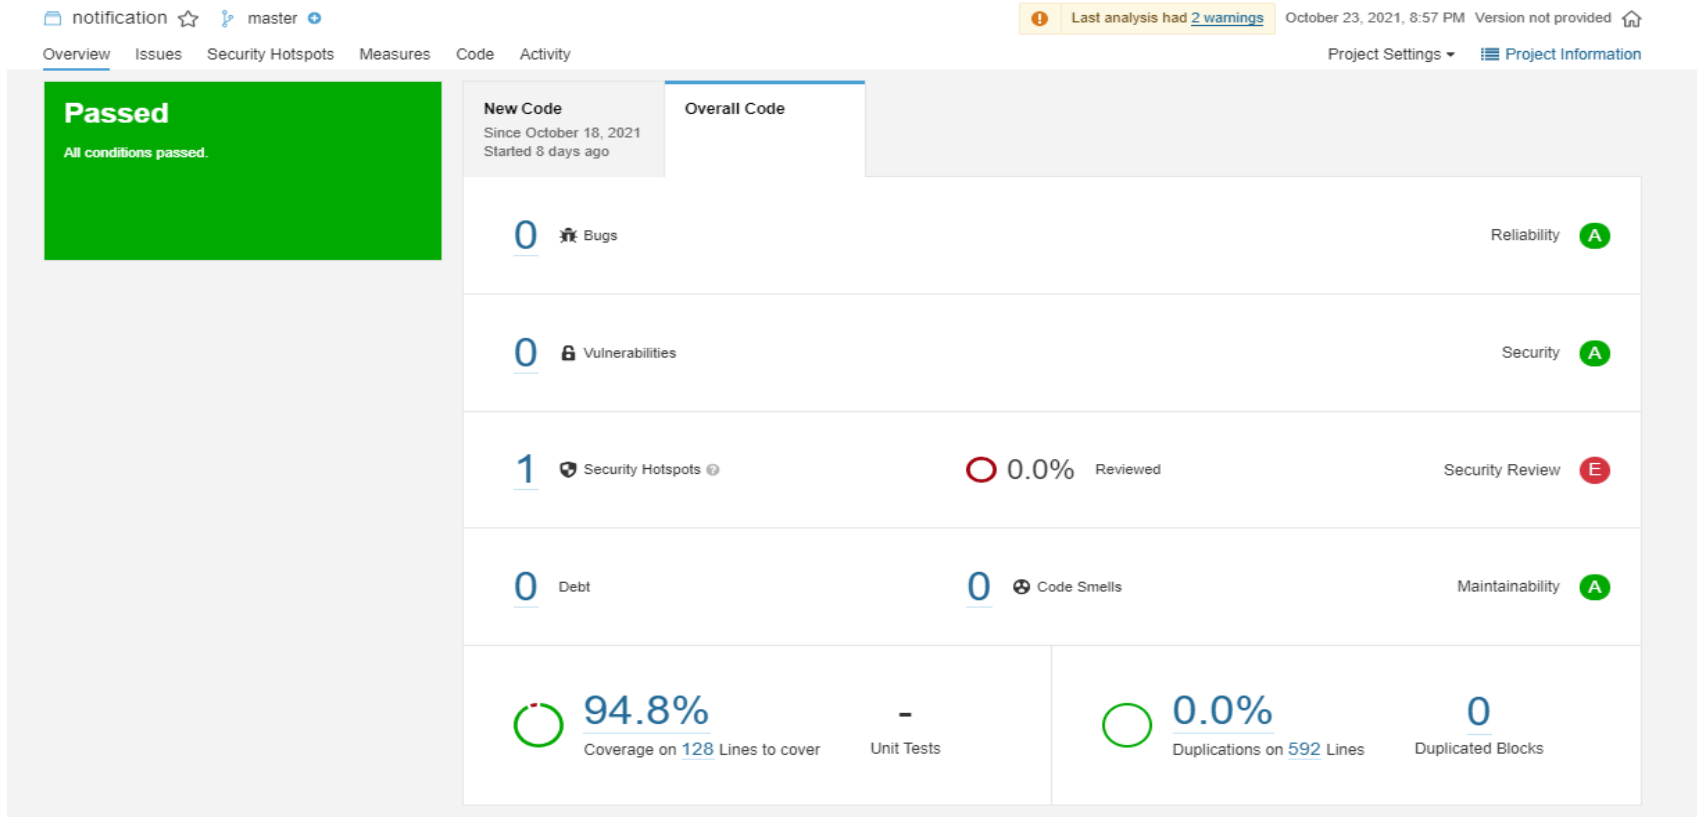 notification master
Last analysis had 2 warnings October 23, 2021, 8:57 PM Version not provided
Overview Issues Security Hotspots Measures Code Activity
Project Settings Project Information
Passed
All conditions passed.
New Code
Since October 18, 2021
Started 8 days ago
Overall Code
0 Bugs Reliability A
0 Vulnerabilities Security A
1 Security Hotspots ? 0.0% Reviewed Security Review E
0 Debt 0 Code Smells Maintainability A
94.8% -
Coverage on 128 Lines to cover Unit Tests
0.0% 0
Duplications on 592 Lines Duplicated Blocks